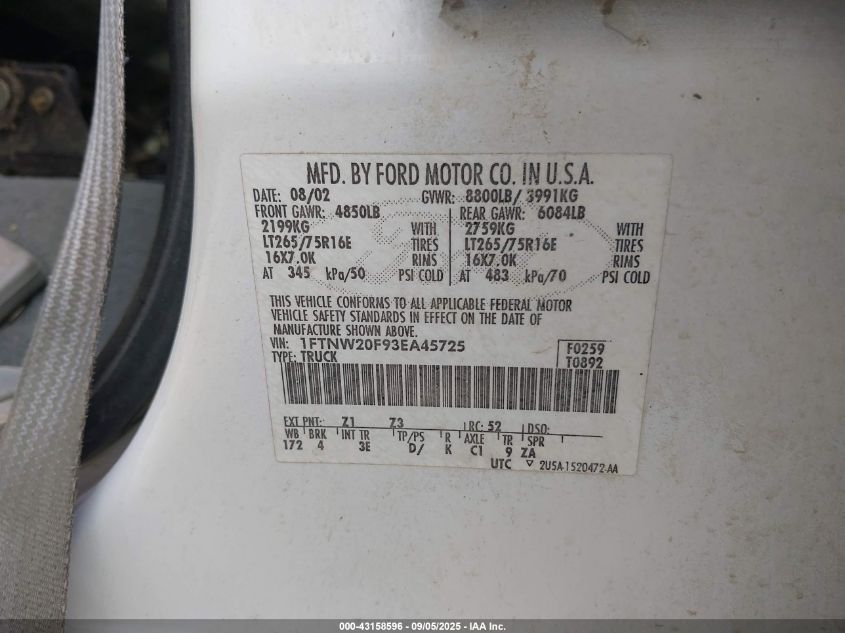 MFD. BY FORD MOTOR CO. IN U.S.A.
DATE: 08/02 GVWR: 8800LB/ 3991KG
FRONT GAWR: 4850LB REAR GAWR: 6084LB
2199KG WITH 2759KG WITH
LT265/75R16E TIRES LT265/75R16E TIRES
16X7.0K RIMS 16X7.0K RIMS
AT 345 kPa/50 PSI COLD AT 483 kPa/70 PSI COLD
THIS VEHICLE CONFORMS TO ALL APPLICABLE FEDERAL MOTOR
VEHICLE SAFETY STANDARDS IN EFFECT ON THE DATE OF
MANUFACTURE SHOWN ABOVE.
VIN: 1FTNW20F93EA45725 F0259
TYPE: TRUCK T0892
EXT PNT: Z1 Z3 RC: 52 DSO:
WB BRK INT TR TP/PS R AXLE TR SPR
172 4 3E D/ K C1 9 ZA
UTC ▽ 2U5A-1520472-AA
000-43158596 - 09/05/2025 - IAA Inc.